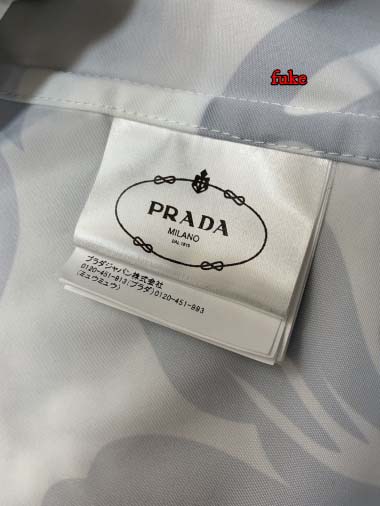 fuke
PRADA
MILANO
DAL 1913
プラダジャパン株式会社
0120-451-913(プラダ)0120-451-993
(ミュウミュウ)